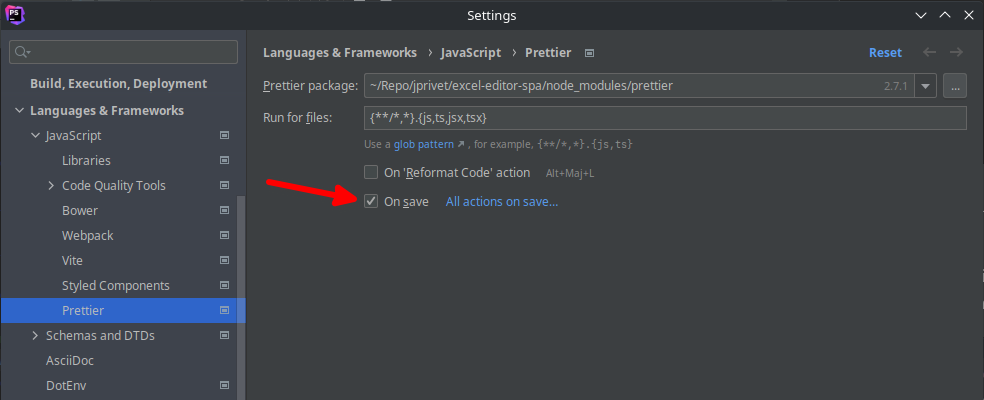 PS
Settings
Build, Execution, Deployment
Languages & Frameworks
JavaScript
Libraries
Code Quality Tools
Bower
Webpack
Vite
Styled Components
Prettier
Schemas and DTDs
AsciiDoc
DotEnv
Languages & Frameworks › JavaScript › Prettier Reset
Prettier package: ~/Repo/jprivet/excel-editor-spa/node_modules/prettier 2.7.1 ...
Run for files: {**/*,*}.{js,ts,jsx,tsx}
Use a glob pattern ↗ , for example, {**/*,*}.{js,ts}
On 'Reformat Code' action Alt+Maj+L
On save All actions on save...